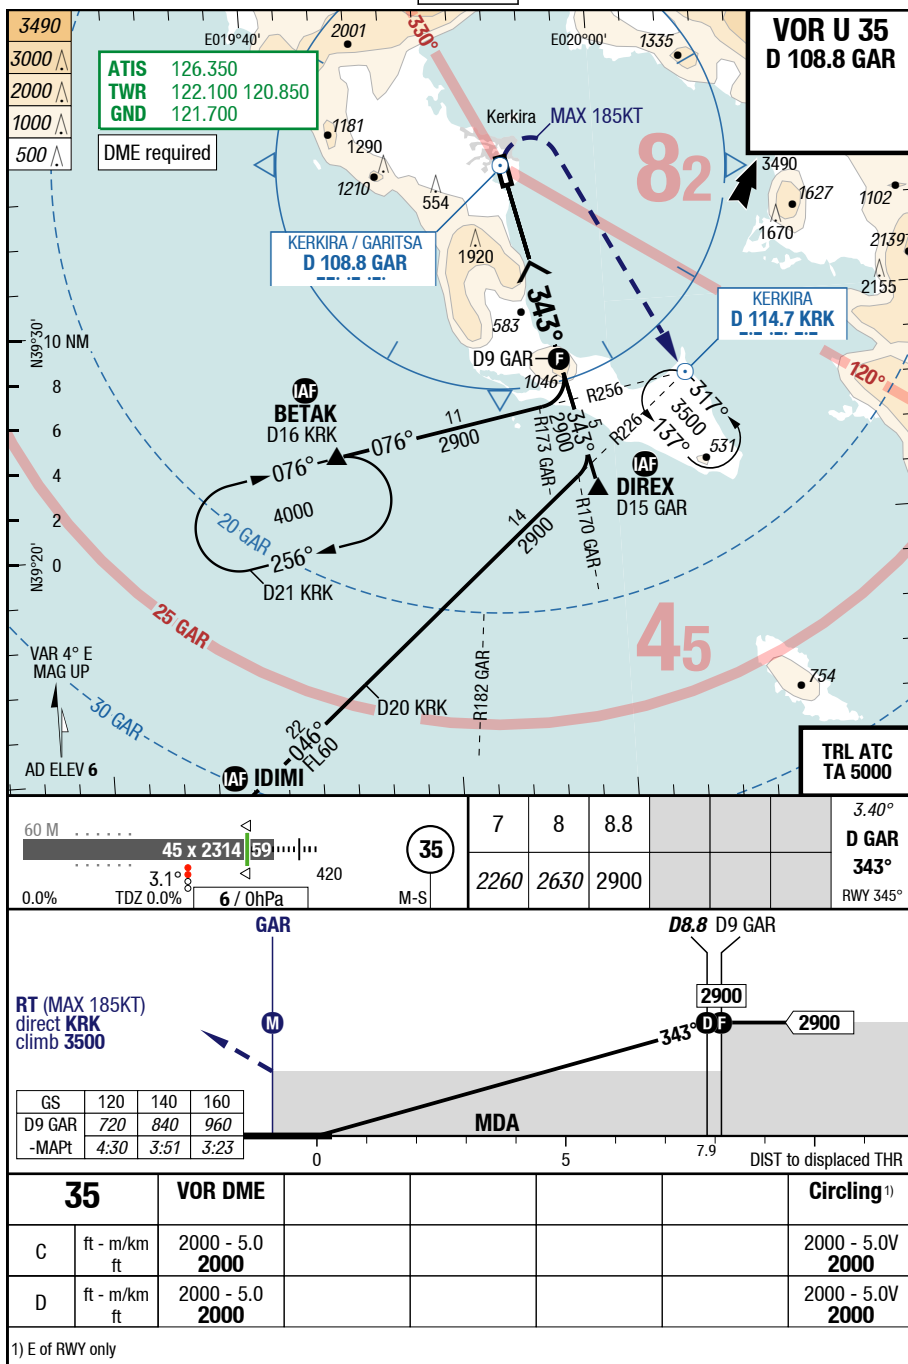 3490
3000
2000
1000
500
E019°40'
2001
330°
E020°00'
1335
VOR U 35
D 108.8 GAR
ATIS 126.350
TWR 122.100 120.850
GND 121.700
DME required
1181
1290
1210
554
Kerkira
MAX 185KT
82
3490
1627
1102
1670
2139
2155
KERKIRA / GARITSA
D 108.8 GAR
1920
583
343°
KERKIRA
D 114.7 KRK
N39°30'
10 NM
8
6
4
2
0
N39°20'
D9 GAR
F
1046
120°
IAF
BETAK
D16 KRK
076°
11
2900
076°
4000
256°
D21 KRK
20 GAR
R173 GAR
2900
343°
5
R256
R226
317°
3500
137°
531
IAF
DIREX
D15 GAR
R170 GAR
14
2900
25 GAR
45
754
VAR 4° E
MAG UP
30 GAR
D20 KRK
R182 GAR
22
046°
FL60
AD ELEV 6
IAF IDIMI
TRL ATC
TA 5000
60 M
45 x 2314 59
3.1°
420
0.0%
TDZ 0.0%
6 / 0hPa
35
M-S
7 8 8.8
2260 2630 2900
3.40°
D GAR
343°
RWY 345°
GAR
D8.8 D9 GAR
RT (MAX 185KT)
direct KRK
climb 3500
M
2900
343°
D F
2900
GS 120 140 160
D9 GAR 720 840 960
-MAPt 4:30 3:51 3:23
MDA
0 5 7.9 DIST to displaced THR
35 VOR DME Circling 1)
C ft - m/km 2000 - 5.0 2000 - 5.0V
ft 2000 2000
D ft - m/km 2000 - 5.0 2000 - 5.0V
ft 2000 2000
1) E of RWY only